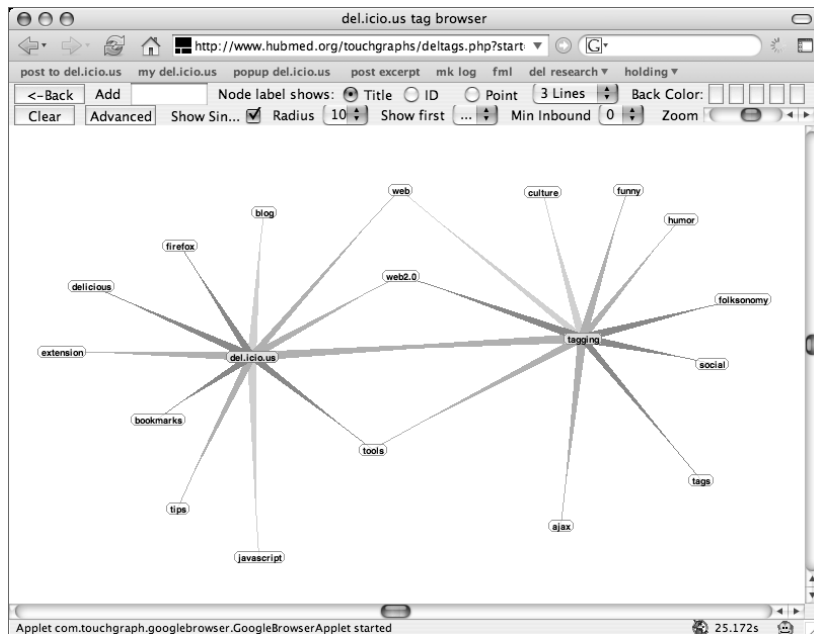 del.icio.us tag browser
http://www.hubmed.org/touchgraphs/deltags.php?start
G
post to del.icio.us my del.icio.us popup del.icio.us post excerpt mk log fml del research holding
<-Back Add Node label shows: Title ID Point 3 Lines Back Color:
Clear Advanced Show Sin... Radius 10 Show first ... Min Inbound 0 Zoom
web
culture
funny
blog
humor
firefox
web2.0
delicious
folksonomy
tagging
extension
del.icio.us
social
bookmarks
tools
tags
tips
ajax
javascript
Applet com.touchgraph.googlebrowser.GoogleBrowserApplet started 25.172s